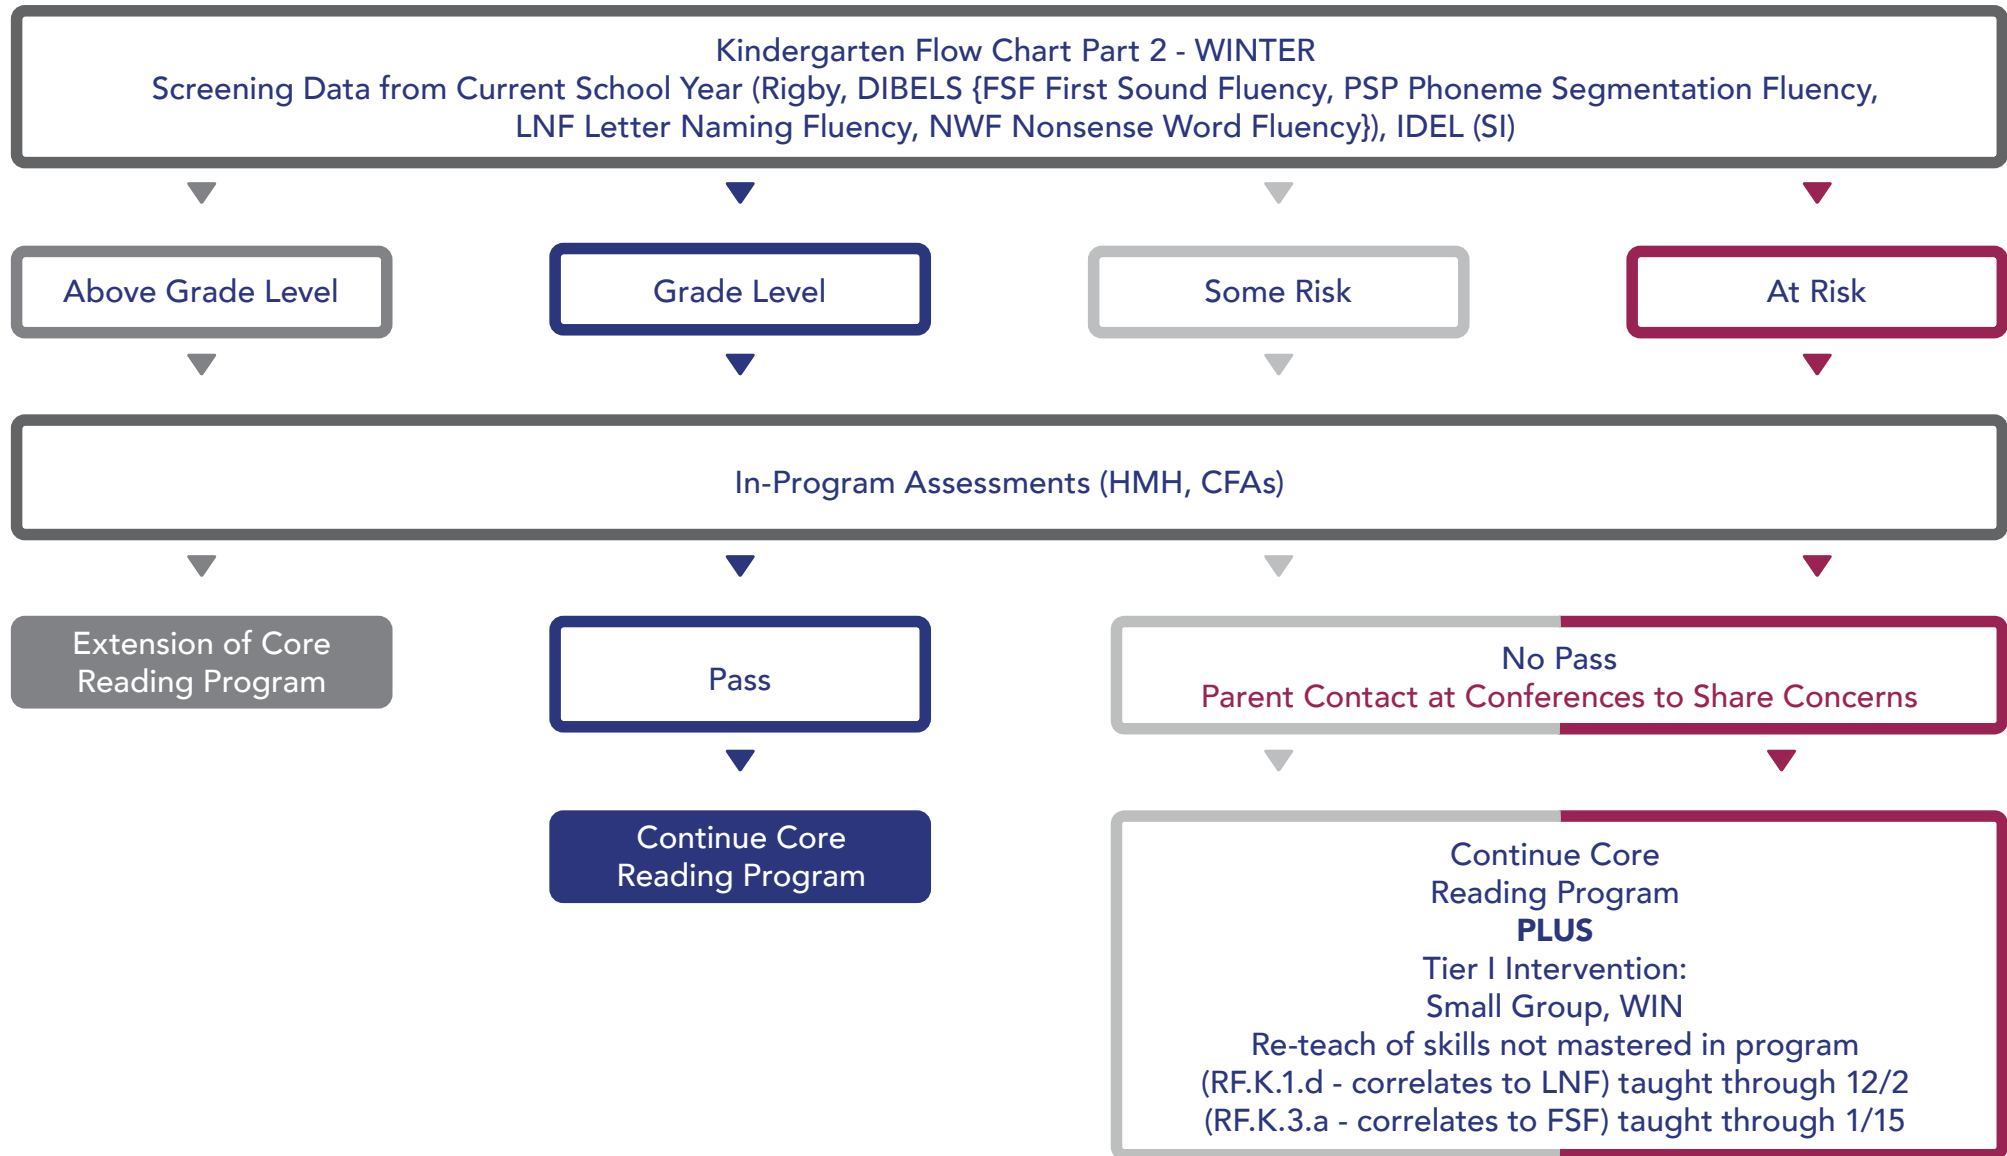 Kindergarten Flow Chart Part 2 - WINTER
Screening Data from Current School Year (Rigby, DIBELS {FSF First Sound Fluency, PSP Phoneme Segmentation Fluency,
LNF Letter Naming Fluency, NWF Nonsense Word Fluency}), IDEL (SI)
Above Grade Level
Grade Level
Some Risk
At Risk
In-Program Assessments (HMH, CFAs)
Extension of Core
Reading Program
Pass
No Pass
Parent Contact at Conferences to Share Concerns
Continue Core
Reading Program
Continue Core
Reading Program
PLUS
Tier I Intervention:
Small Group, WIN
Re-teach of skills not mastered in program
(RF.K.1.d - correlates to LNF) taught through 12/2
(RF.K.3.a - correlates to FSF) taught through 1/15